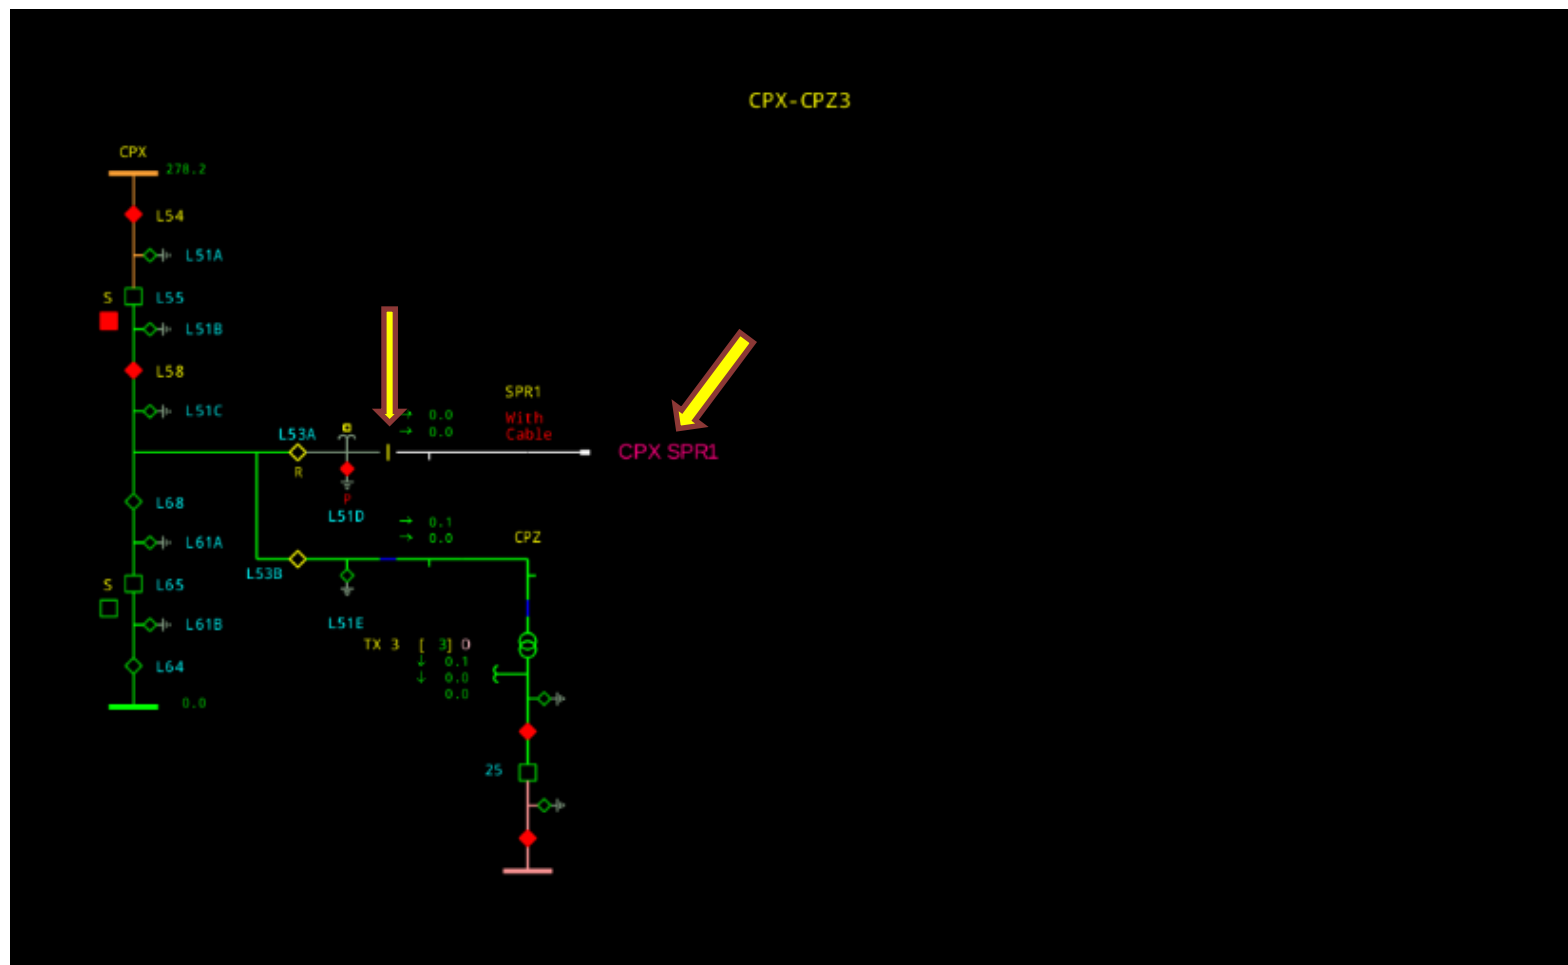 CPX-CPZ3
CPX
278.2
L54
L51A
S
L55
L51B
L58
L51C
SPR1
With
Cable
→ 0.0
→ 0.0
L53A
R
CPX SPR1
P
L51D
L68
→ 0.1
→ 0.0
CPZ
L61A
L53B
S
L65
L61B
L51E
TX 3 [ 3] D
↓ 0.1
↓ 0.0
0.0
L64
0.0
25